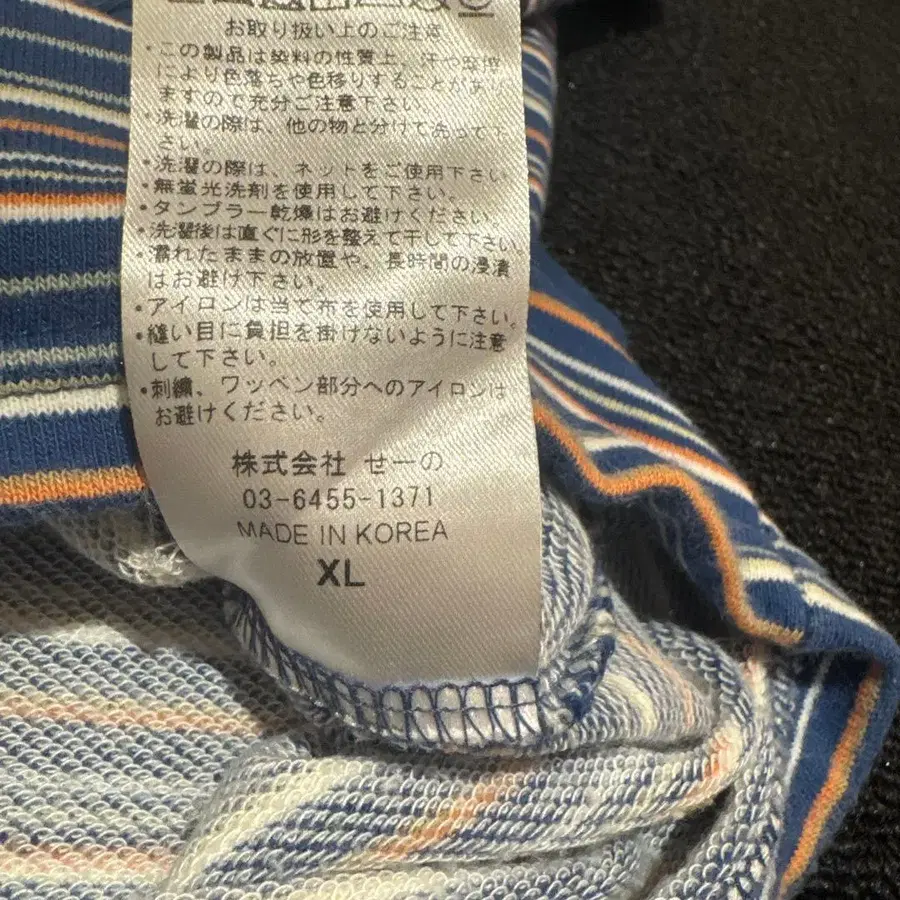 お取り扱い上のご注意
・この製品は染料の性質上、汗や摩擦
により色落ちや色移りすることがあり
ますので充分ご注意下さい。
・洗濯の際は、他の物と分けて洗って下
さい。
・洗濯の際は、ネットをご使用下さい
・無蛍光洗剤を使用して下さい。
・タンブラー乾燥はお避けください。
・洗濯後は直ぐに形を整えて干して下さい。
・濡れたままの放置や、長時間の浸漬
はお避け下さい。
・アイロンは当て布を使用して下さい。
・縫い目に負担を掛けないように注意
して下さい。
・刺繍、ワッペン部分へのアイロンは
お避けください。
株式会社 せーの
03-6455-1371
MADE IN KOREA
XL